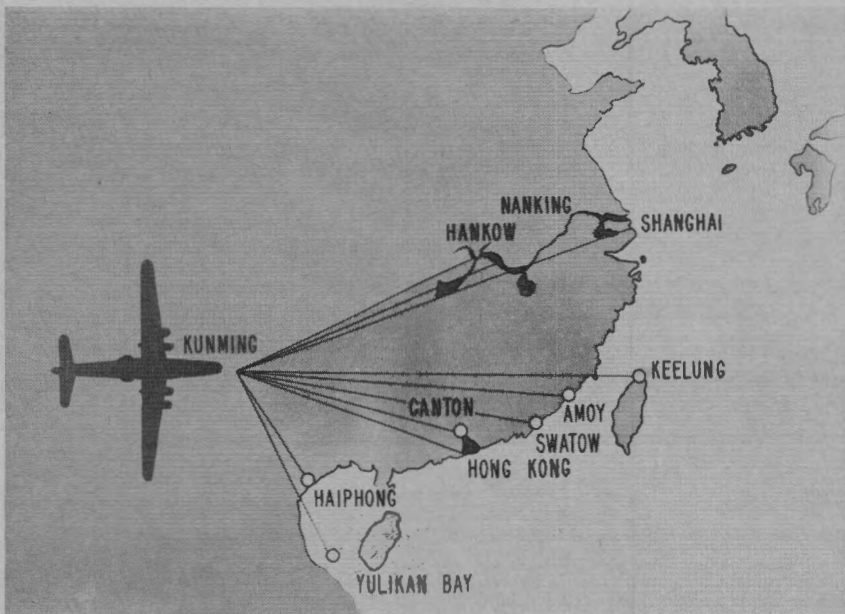 NANKING
SHANGHAI
HANKOW
KUNMING
KEELUNG
CANTON
AMOY
SWATOW
HONG KONG
HAIPHONG
YULIKAN BAY